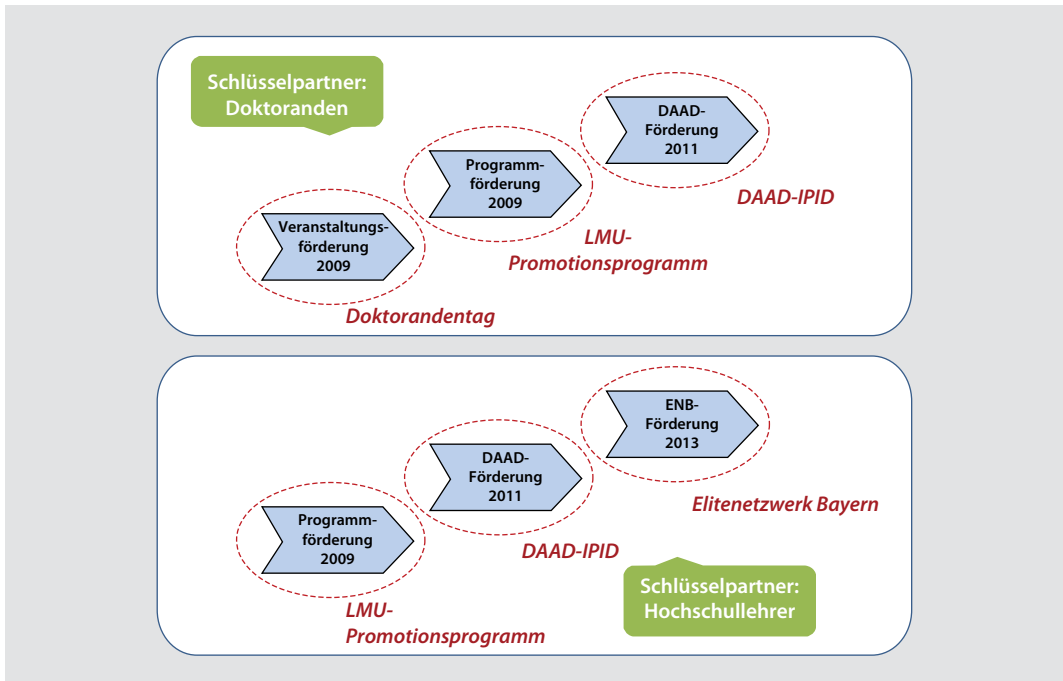 Schlüsselpartner:
Doktoranden
Veranstaltungs-
förderung
2009
Doktorandentag
Programm-
förderung
2009
LMU-
Promotionsprogramm
DAAD-
Förderung
2011
DAAD-IPID
Programm-
förderung
2009
LMU-
Promotionsprogramm
DAAD-
Förderung
2011
DAAD-IPID
ENB-
Förderung
2013
Elitenetzwerk Bayern
Schlüsselpartner:
Hochschullehrer